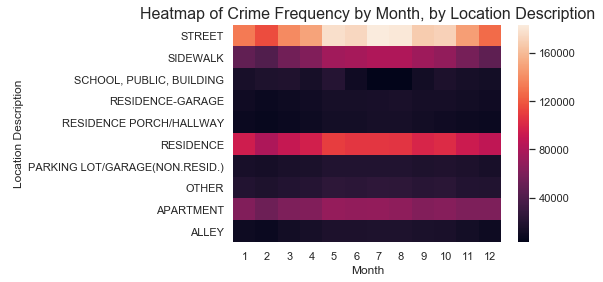 Heatmap of Crime Frequency by Month, by Location Description
STREET
SIDEWALK
SCHOOL, PUBLIC, BUILDING
RESIDENCE-GARAGE
RESIDENCE PORCH/HALLWAY
RESIDENCE
PARKING LOT/GARAGE(NON.RESID.)
OTHER
APARTMENT
ALLEY
Location Description
1 2 3 4 5 6 7 8 9 10 11 12
Month
160000
120000
80000
40000